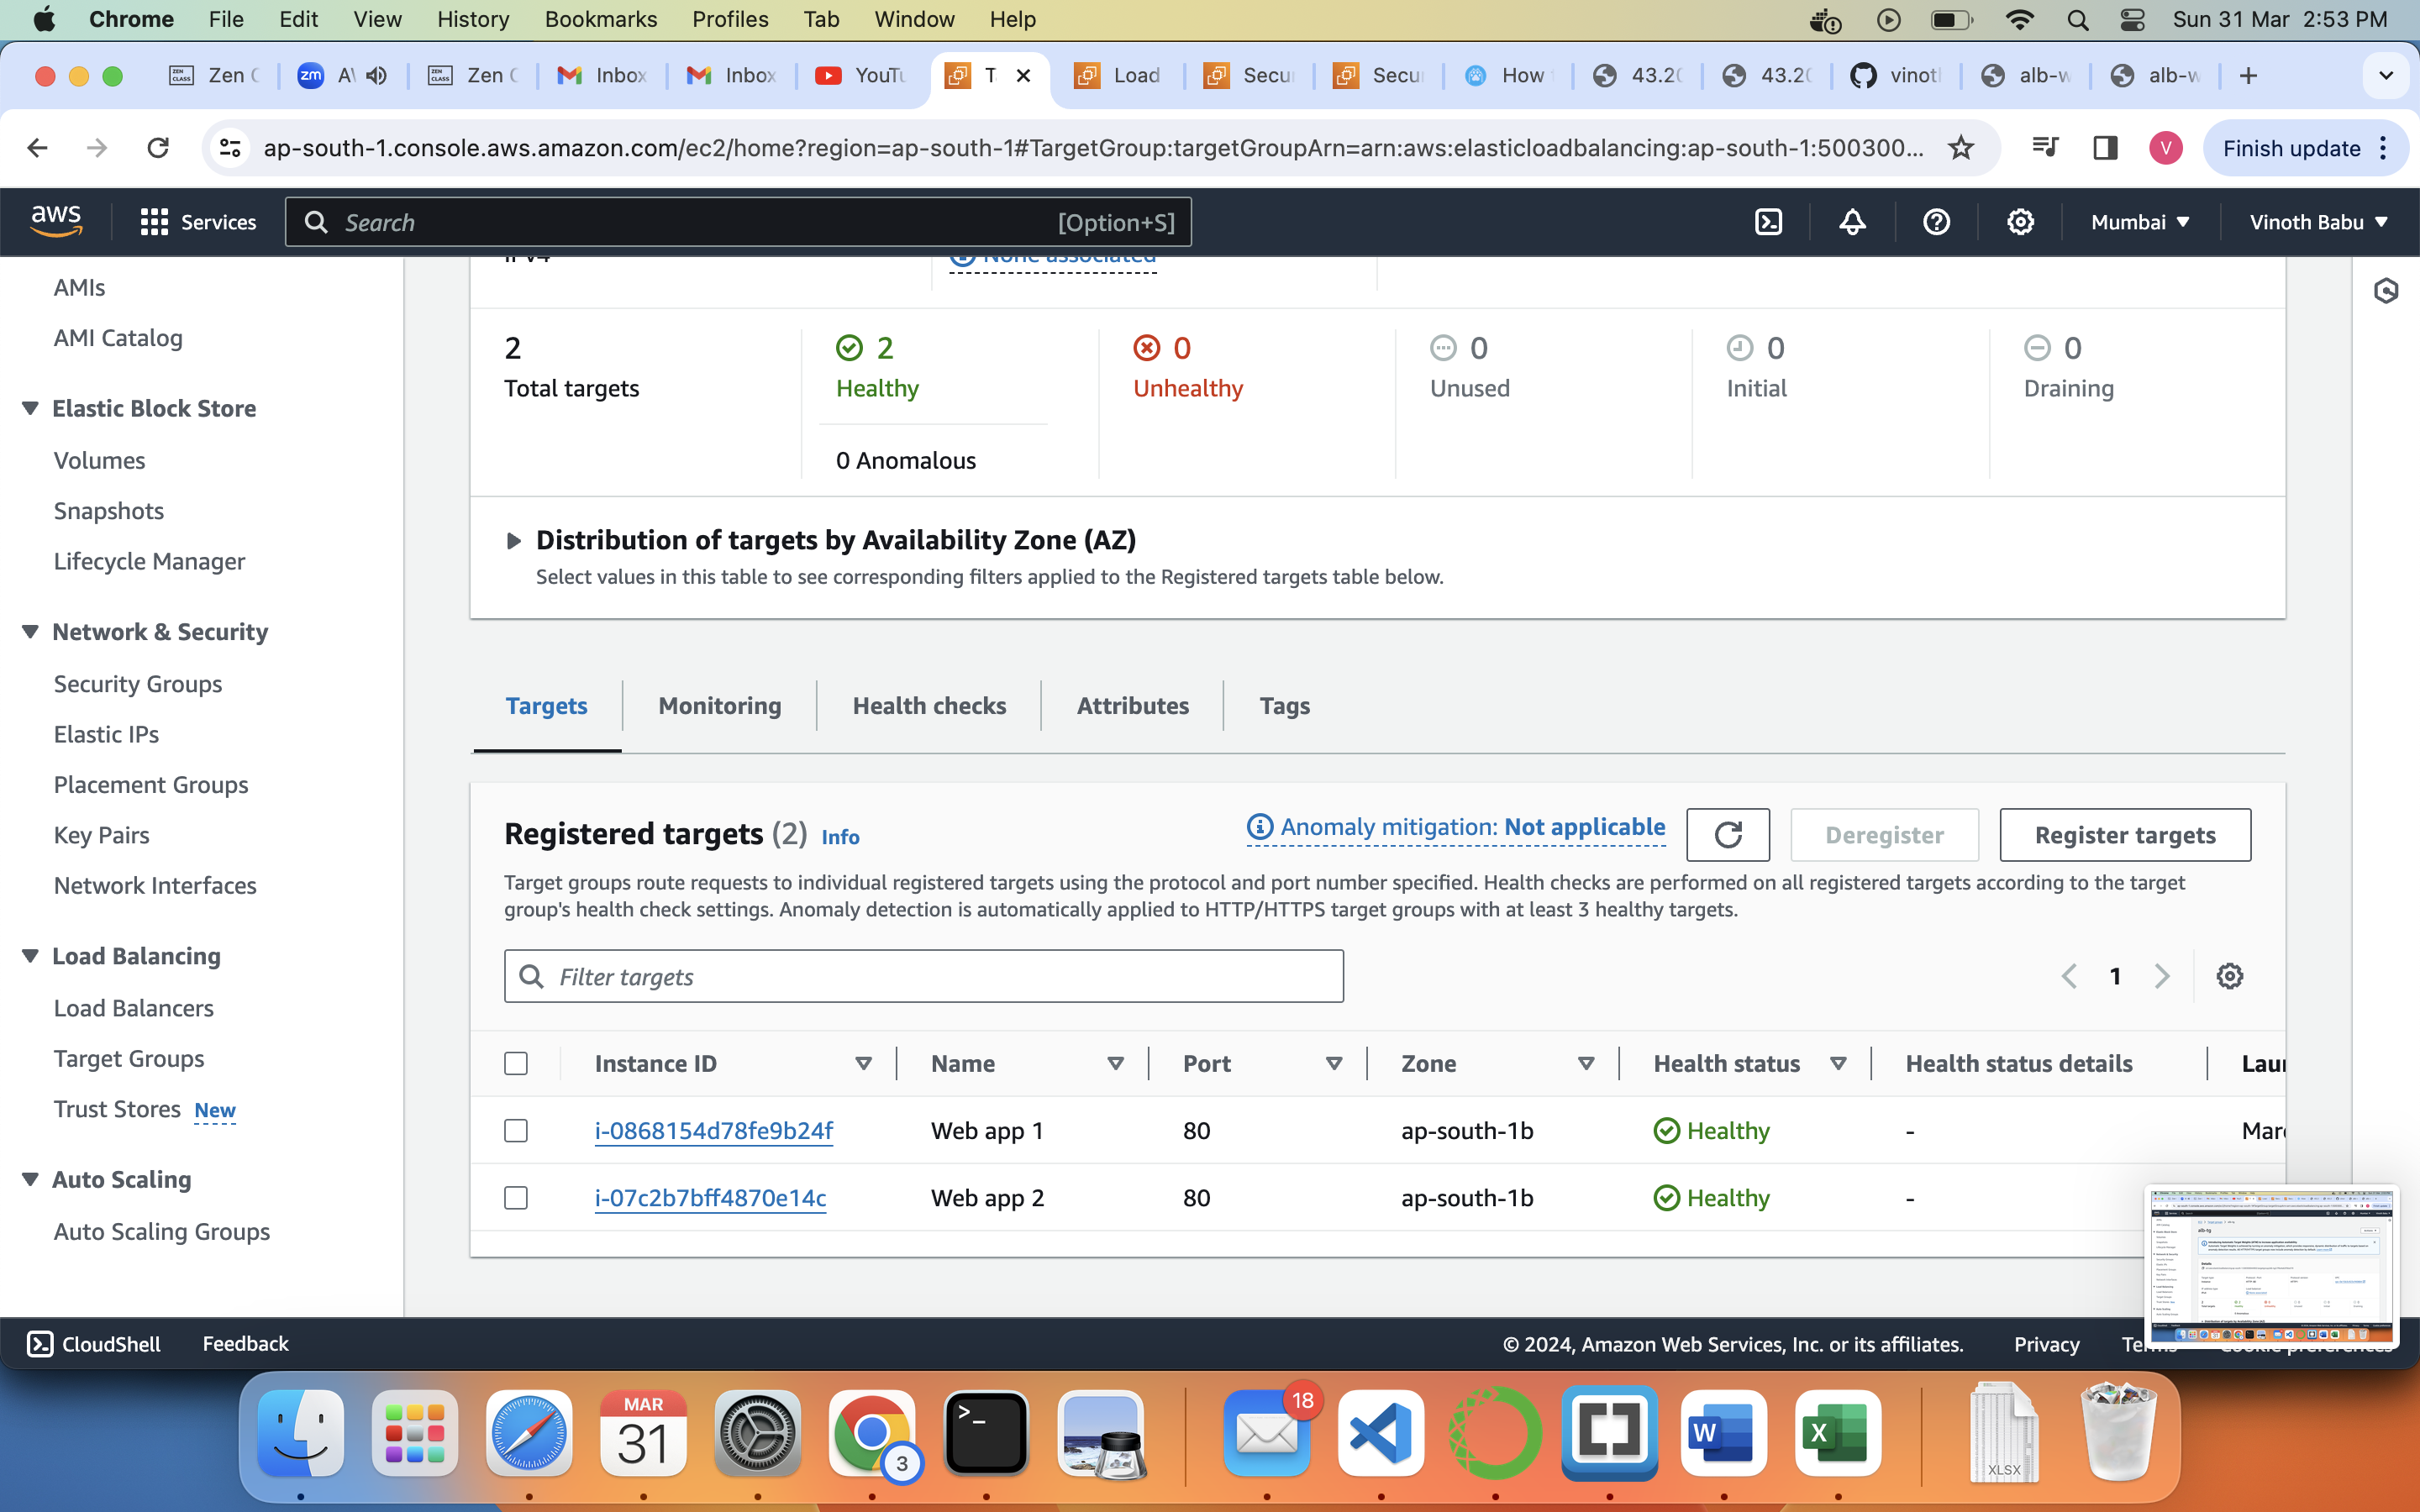 Chrome File Edit View History Bookmarks Profiles Tab Window Help Sun 31 Mar 2:53 PM
Zen zm Zen Inbox Inbox T Load How 43.20 43.20 alb-w alb-w
ap-south-1.console.aws.amazon.com/ec2/home?region=ap-south-1#TargetGroup:targetGroupArn=arn:aws:elasticloadbalancing:ap-south-1:500300... V Finish update
aws Services Search [Option+S] Mumbai Vinoth Babu
AMIs
AMI Catalog
Elastic Block Store
Volumes
Snapshots
Lifecycle Manager
Network & Security
Security Groups
Elastic IPs
Placement Groups
Key Pairs
Network Interfaces
Load Balancing
Load Balancers
Target Groups
Trust Stores New
Auto Scaling
Auto Scaling Groups
IPv4 None associated
2 2 0 0 0 0
Total targets Healthy Unhealthy Unused Initial Draining
0 Anomalous
Distribution of targets by Availability Zone (AZ)
Select values in this table to see corresponding filters applied to the Registered targets table below.
Targets Monitoring Health checks Attributes Tags
Registered targets (2) Info Anomaly mitigation: Not applicable Deregister Register targets
Target groups route requests to individual registered targets using the protocol and port number specified. Health checks are performed on all registered targets according to the target
group's health check settings. Anomaly detection is automatically applied to HTTP/HTTPS target groups with at least 3 healthy targets.
Filter targets 1
Instance ID Name Port Zone Health status Health status details
i-0868154d78fe9b24f Web app 1 80 ap-south-1b Healthy -
i-07c2b7bff4870e14c Web app 2 80 ap-south-1b Healthy -
CloudShell Feedback © 2024, Amazon Web Services, Inc. or its affiliates. Privacy Terms Cookie preferences
MAR
31
3
18
W
X
XLSX